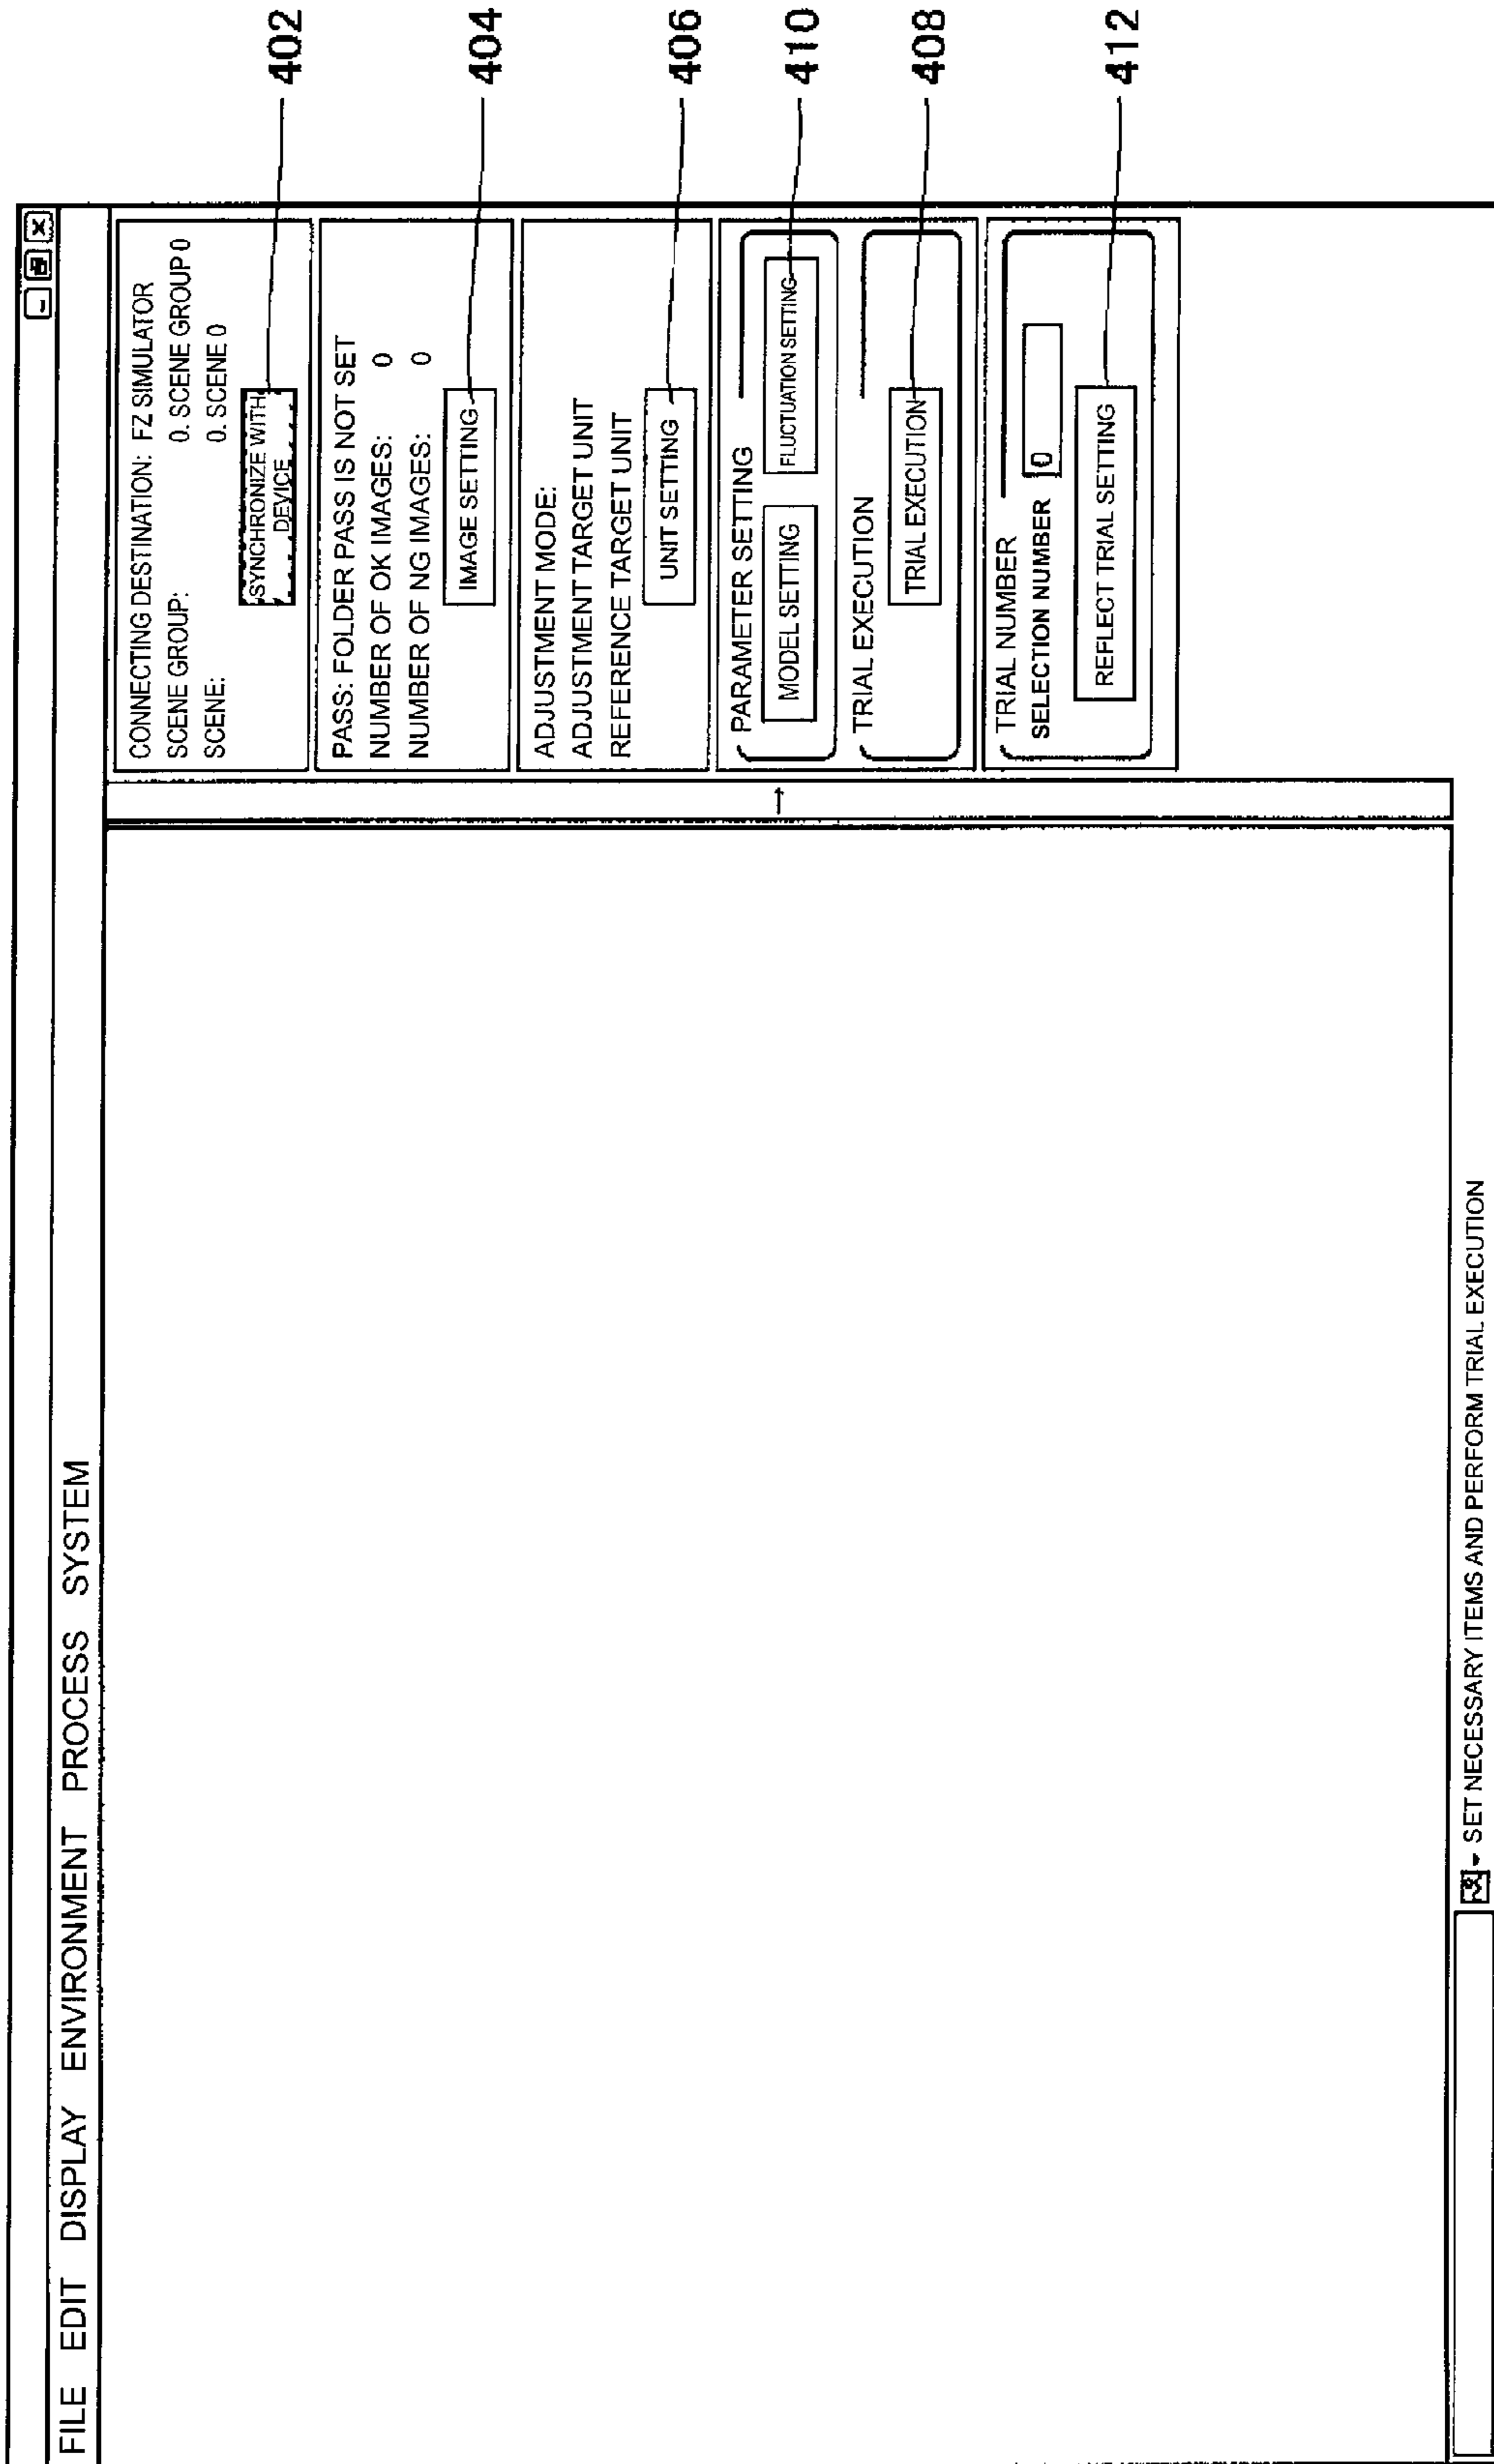 FILE EDIT DISPLAY ENVIRONMENT PROCESS SYSTEM
CONNECTING DESTINATION: FZ SIMULATOR
SCENE GROUP: 0. SCENE GROUP 0
SCENE: 0. SCENE 0
SYNCHRONIZE WITH
DEVICE
402
PASS: FOLDER PASS IS NOT SET
NUMBER OF OK IMAGES: 0
NUMBER OF NG IMAGES: 0
IMAGE SETTING
404
ADJUSTMENT MODE:
ADJUSTMENT TARGET UNIT
REFERENCE TARGET UNIT
UNIT SETTING
406
PARAMETER SETTING
MODEL SETTING FLUCTUATION SETTING
410
TRIAL EXECUTION
TRIAL EXECUTION
408
TRIAL NUMBER
SELECTION NUMBER 0
REFLECT TRIAL SETTING
412
SET NECESSARY ITEMS AND PERFORM TRIAL EXECUTION